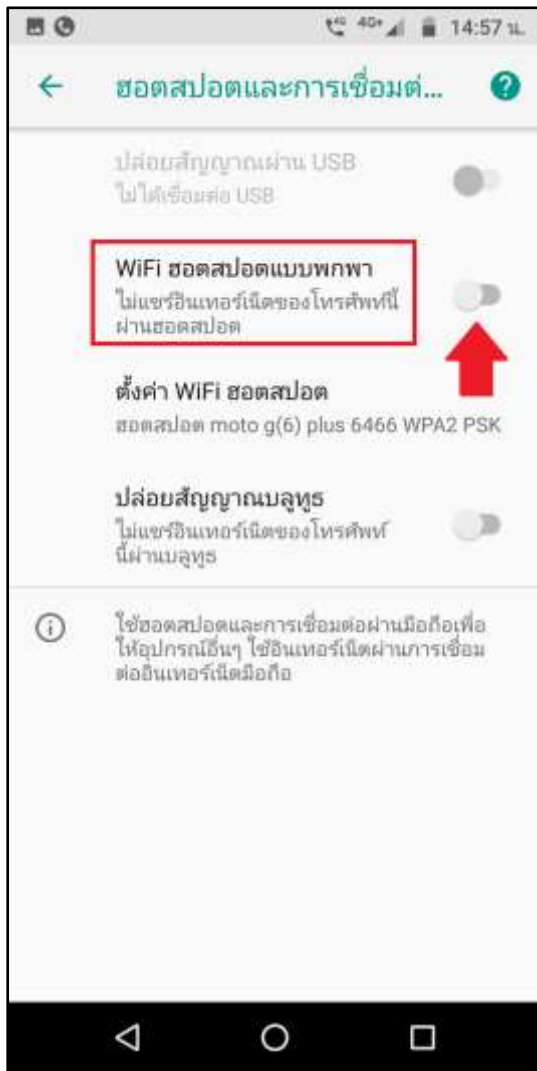 4G 4G+ 14:57 น.
ฮอตสปอตและการเชื่อมต่...
ปล่อยสัญญาณผ่าน USB
ไม่ได้เชื่อมต่อ USB
WiFi ฮอตสปอตแบบพกพา
ไม่แชร์อินเทอร์เน็ตของโทรศัพท์นี้
ผ่านฮอตสปอต
ตั้งค่า WiFi ฮอตสปอต
ฮอตสปอต moto g(6) plus 6466 WPA2 PSK
ปล่อยสัญญาณบลูทูธ
ไม่แชร์อินเทอร์เน็ตของโทรศัพท์
นี้ผ่านบลูทูธ
ใช้ฮอตสปอตและการเชื่อมต่อผ่านมือถือเพื่อ
ให้อุปกรณ์อื่นๆ ใช้อินเทอร์เน็ตผ่านการเชื่อม
ต่ออินเทอร์เน็ตมือถือ